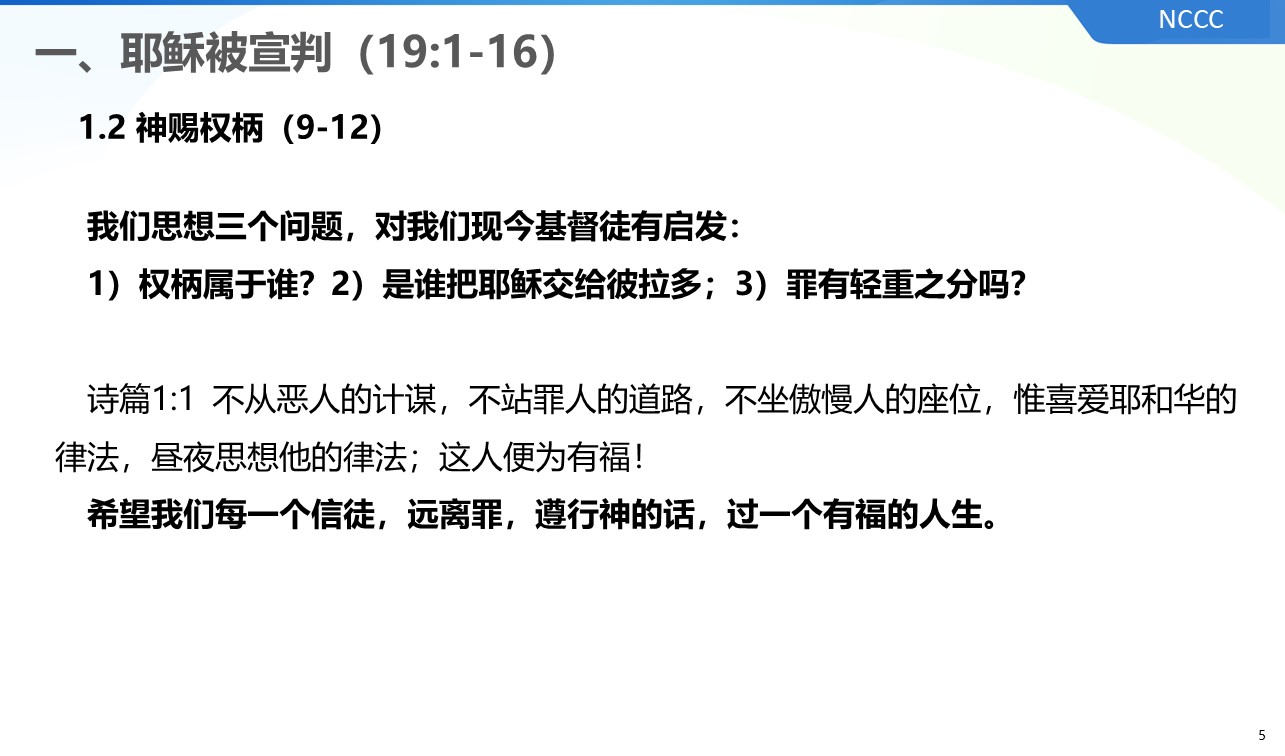 NCCC
一、耶稣被宣判（19:1-16）
1.2 神赐权柄（9-12）
我们思想三个问题，对我们现今基督徒有启发：
1）权柄属于谁？2）是谁把耶稣交给彼拉多；3）罪有轻重之分吗？
诗篇1:1 不从恶人的计谋，不站罪人的道路，不坐傲慢人的座位，惟喜爱耶和华的
律法，昼夜思想他的律法；这人便为有福！
希望我们每一个信徒，远离罪，遵行神的话，过一个有福的人生。
5